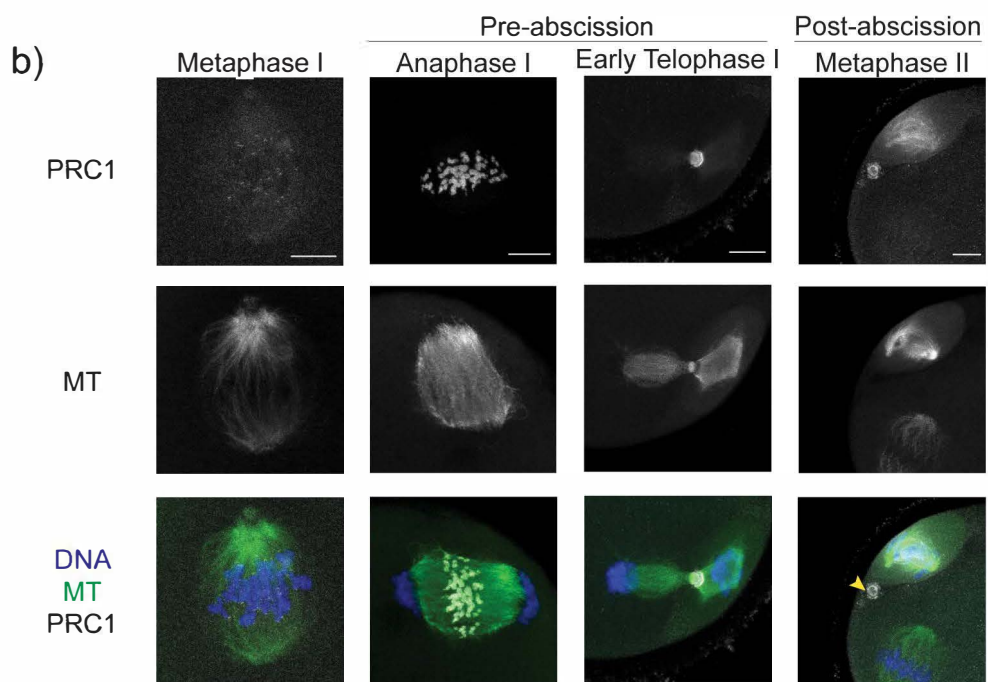 Pre-abscission Post-abscission
b) Metaphase I Anaphase I Early Telophase I Metaphase II
PRC1
MT
DNA
MT
PRC1